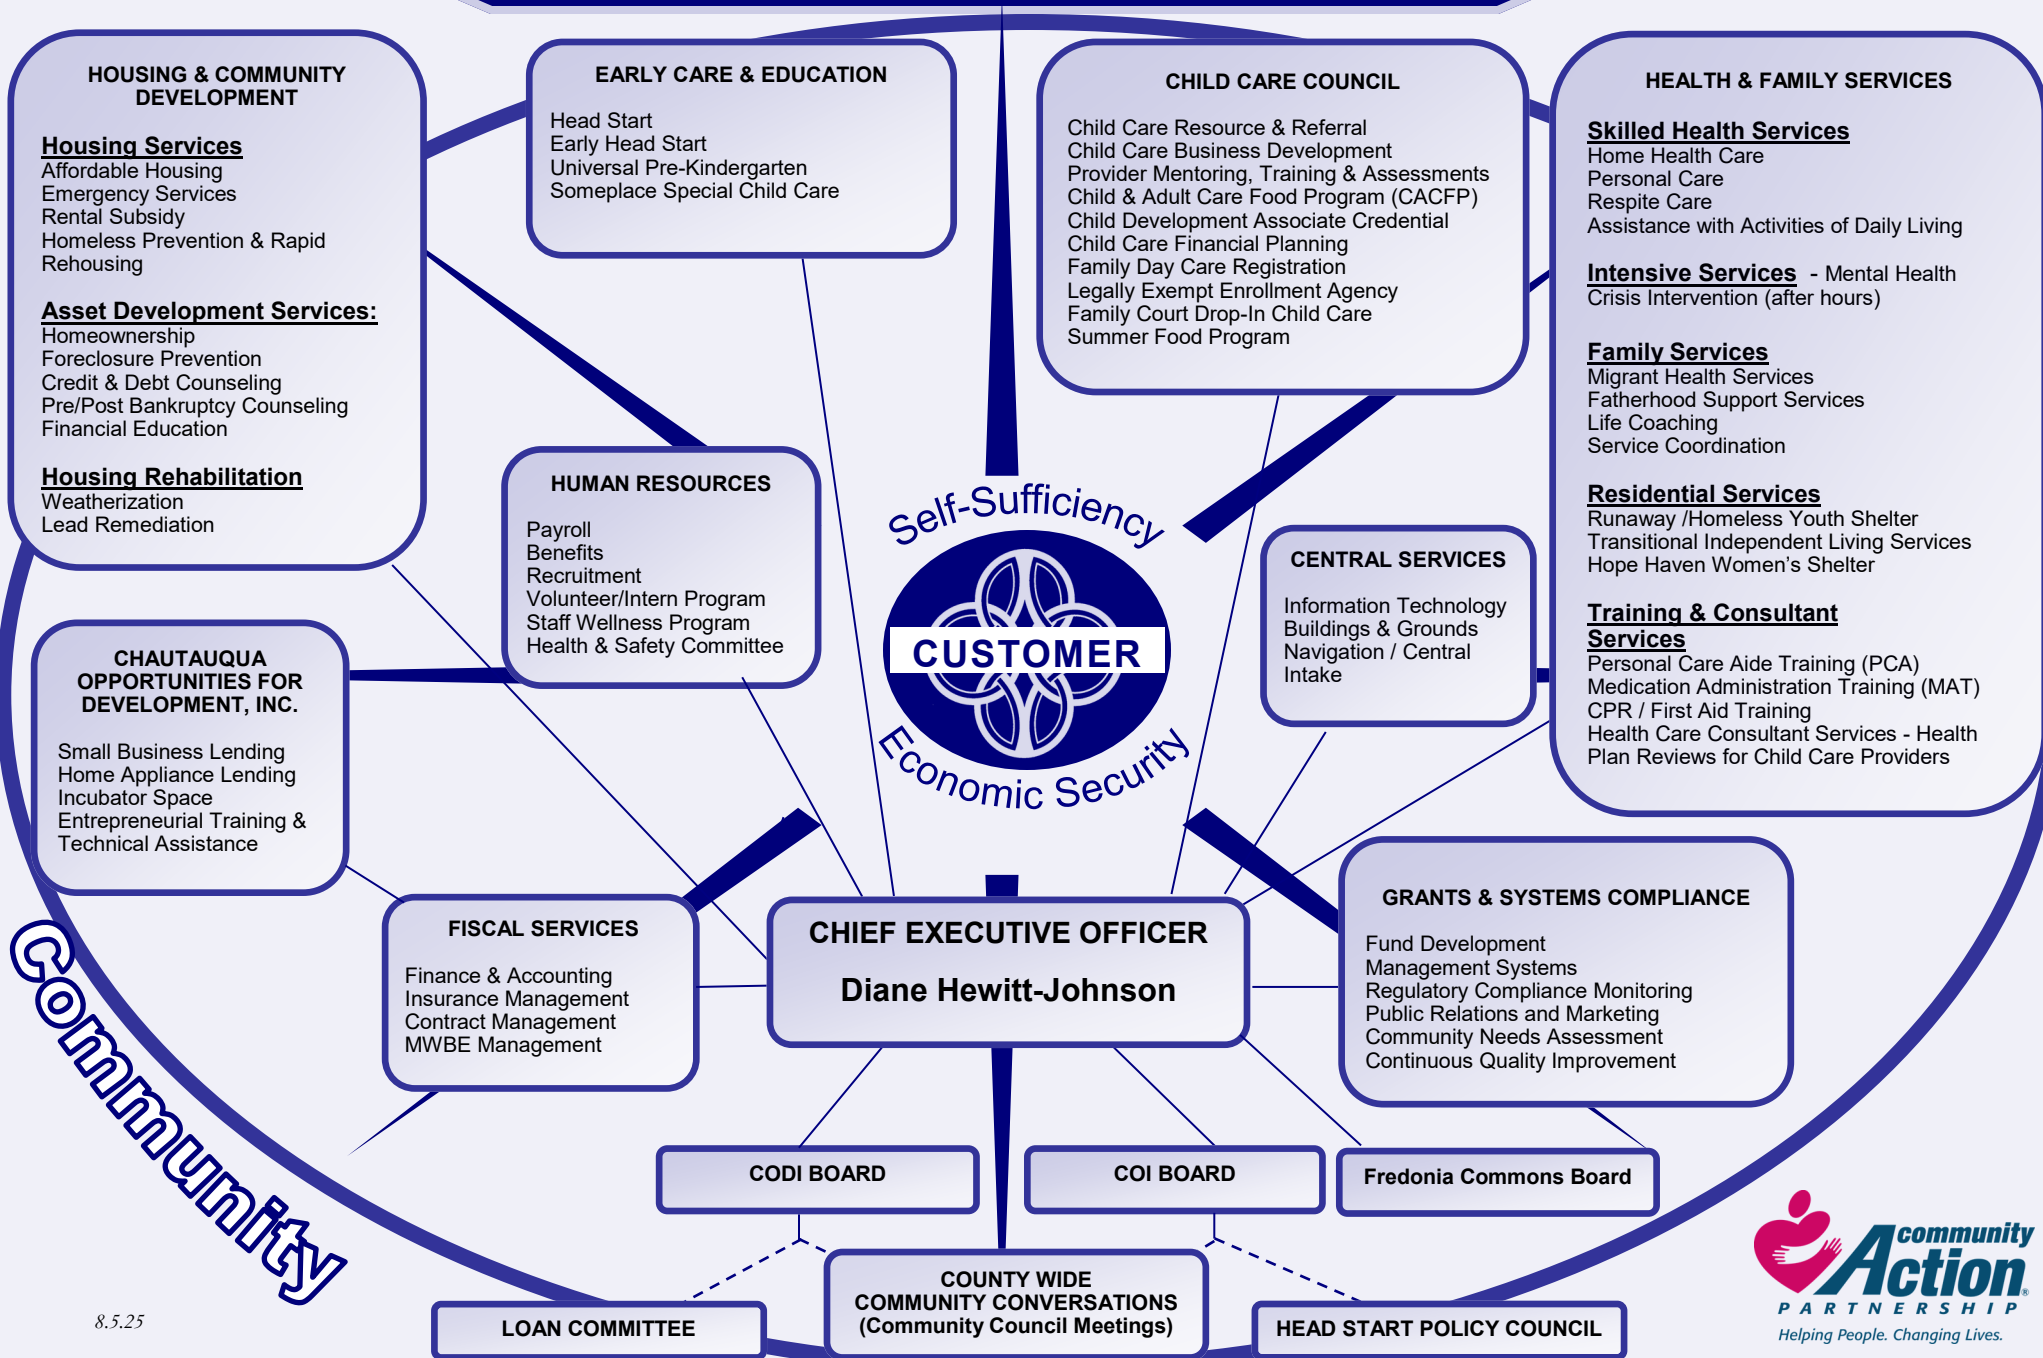 HOUSING & COMMUNITY
DEVELOPMENT
Housing Services
Affordable Housing
Emergency Services
Rental Subsidy
Homeless Prevention & Rapid
Rehousing
Asset Development Services:
Homeownership
Foreclosure Prevention
Credit & Debt Counseling
Pre/Post Bankruptcy Counseling
Financial Education
Housing Rehabilitation
Weatherization
Lead Remediation
EARLY CARE & EDUCATION
Head Start
Early Head Start
Universal Pre-Kindergarten
Someplace Special Child Care
CHILD CARE COUNCIL
Child Care Resource & Referral
Child Care Business Development
Provider Mentoring, Training & Assessments
Child & Adult Care Food Program (CACFP)
Child Development Associate Credential
Child Care Financial Planning
Family Day Care Registration
Legally Exempt Enrollment Agency
Family Court Drop-In Child Care
Summer Food Program
HEALTH & FAMILY SERVICES
Skilled Health Services
Home Health Care
Personal Care
Respite Care
Assistance with Activities of Daily Living
Intensive Services - Mental Health
Crisis Intervention (after hours)
Family Services
Migrant Health Services
Fatherhood Support Services
Life Coaching
Service Coordination
Residential Services
Runaway /Homeless Youth Shelter
Transitional Independent Living Services
Hope Haven Women's Shelter
Training & Consultant
Services
Personal Care Aide Training (PCA)
Medication Administration Training (MAT)
CPR / First Aid Training
Health Care Consultant Services - Health
Plan Reviews for Child Care Providers
HUMAN RESOURCES
Payroll
Benefits
Recruitment
Volunteer/Intern Program
Staff Wellness Program
Health & Safety Committee
Self-Sufficiency
CUSTOMER
Economic Security
CENTRAL SERVICES
Information Technology
Buildings & Grounds
Navigation / Central
Intake
CHAUTAUQUA
OPPORTUNITIES FOR
DEVELOPMENT, INC.
Small Business Lending
Home Appliance Lending
Incubator Space
Entrepreneurial Training &
Technical Assistance
FISCAL SERVICES
Finance & Accounting
Insurance Management
Contract Management
MWBE Management
CHIEF EXECUTIVE OFFICER
Diane Hewitt-Johnson
GRANTS & SYSTEMS COMPLIANCE
Fund Development
Management Systems
Regulatory Compliance Monitoring
Public Relations and Marketing
Community Needs Assessment
Continuous Quality Improvement
Community
CODI BOARD
COI BOARD
Fredonia Commons Board
LOAN COMMITTEE
COUNTY WIDE
COMMUNITY CONVERSATIONS
(Community Council Meetings)
HEAD START POLICY COUNCIL
8.5.25
community
Action®
PARTNERSHIP
Helping People. Changing Lives.